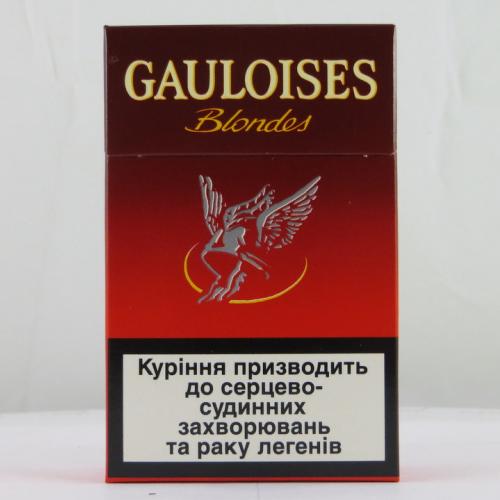 GAULOISES
Blondes
Куріння призводить
до серцево-
судинних
захворювань
та раку легенів